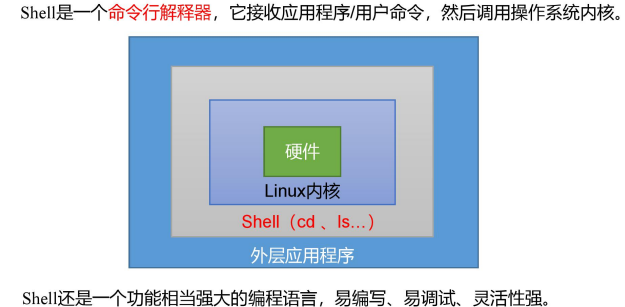 Shell是一个命令行解释器，它接收应用程序/用户命令，然后调用操作系统内核。
硬件
Linux内核
Shell（cd 、ls…）
外层应用程序
Shell还是一个功能相当强大的编程语言，易编写、易调试、灵活性强。